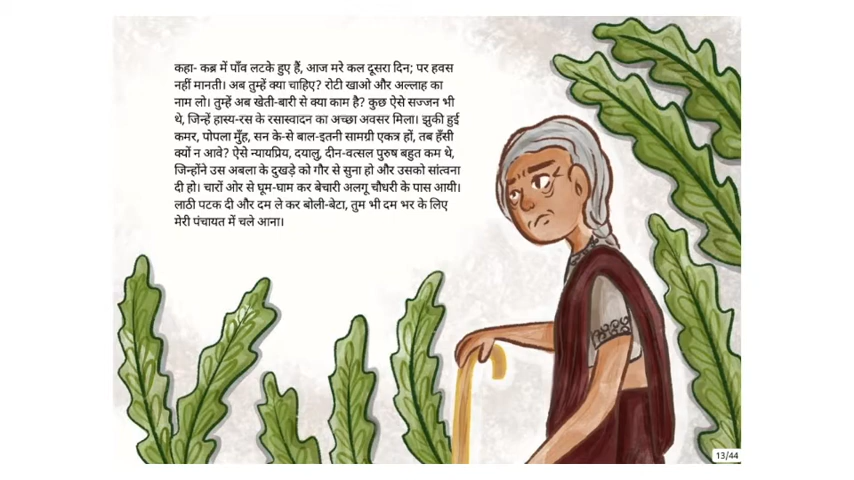 कहा- कब्र में पाँव लटके हुए हैं, आज मरे कल दूसरा दिन; पर हवस
नहीं मानती। अब तुम्हें क्या चाहिए? रोटी खाओ और अल्लाह का
नाम लो। तुम्हें अब खेती-बारी से क्या काम है? कुछ ऐसे सज्जन भी
थे, जिन्हें हास्य-रस के रसास्वादन का अच्छा अवसर मिला। झुकी हुई
कमर, पोपला मुँह, सन के-से बाल-इतनी सामग्री एकत्र हों, तब हँसी
क्यों न आवे? ऐसे न्यायप्रिय, दयालु, दीन-वत्सल पुरुष बहुत कम थे,
जिन्होंने उस अबला के दुखड़े को गौर से सुना हो और उसको सांत्वना
दी हो। चारों ओर से घूम-घाम कर बेचारी अलगू चौधरी के पास आयी।
लाठी पटक दी और दम ले कर बोली-बेटा, तुम भी दम भर के लिए
मेरी पंचायत में चले आना।
13/44